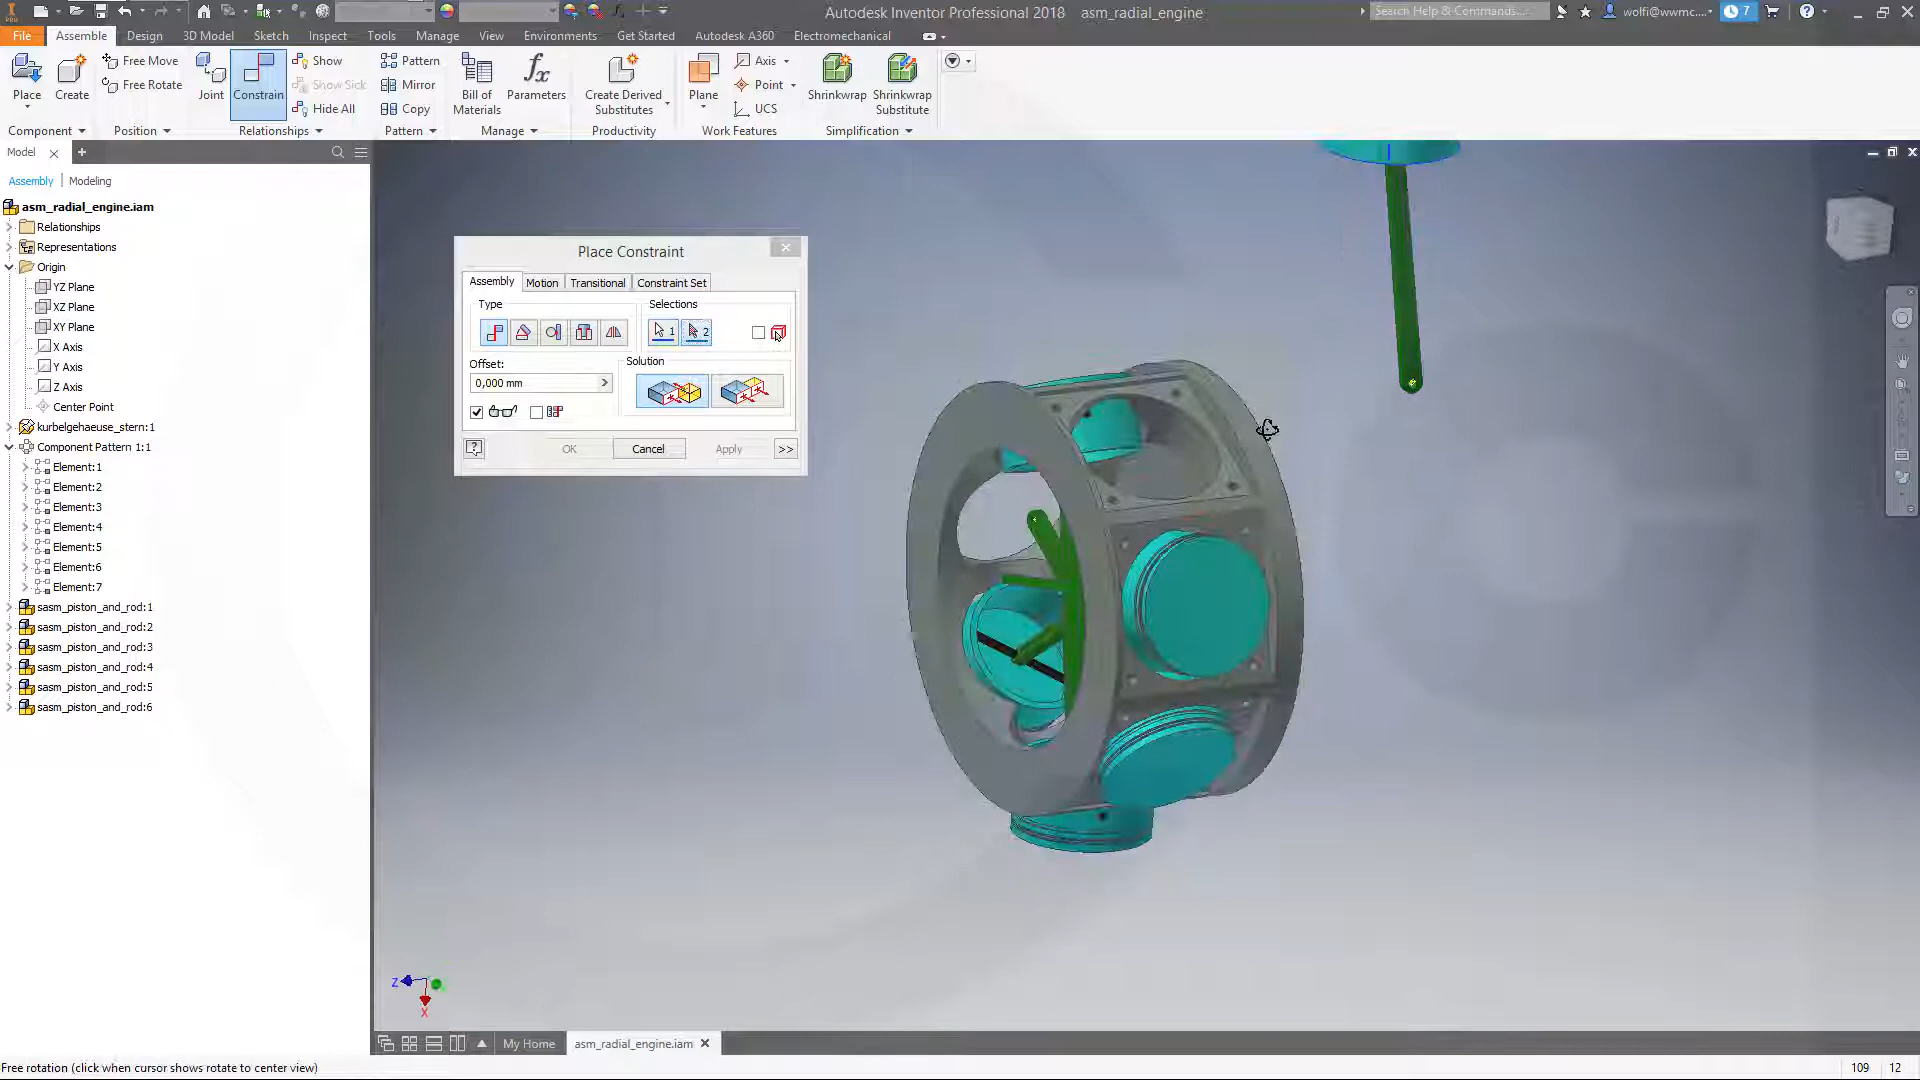 Autodesk Inventor Professional 2018 asm_radial_engine
Search Help & Commands...
wolfi@wwmc....
7
File Assemble Design 3D Model Sketch Inspect Tools Manage View Environments Get Started Autodesk A360 Electromechanical
Place
Create
Free Move
Free Rotate
Joint
Constrain
Show
Show Sick
Hide All
Pattern
Mirror
Copy
Bill of
Materials
fx
Parameters
Create Derived
Substitutes
Plane
Axis
Point
UCS
Shrinkwrap
Shrinkwrap
Substitute
Component Position Relationships Pattern Manage Productivity Work Features Simplification
Model
Assembly Modeling
asm_radial_engine.iam
Relationships
Representations
Origin
YZ Plane
XZ Plane
XY Plane
X Axis
Y Axis
Z Axis
Center Point
kurbelgehaeuse_stern:1
Component Pattern 1:1
Element:1
Element:2
Element:3
Element:4
Element:5
Element:6
Element:7
sasm_piston_and_rod:1
sasm_piston_and_rod:2
sasm_piston_and_rod:3
sasm_piston_and_rod:4
sasm_piston_and_rod:5
sasm_piston_and_rod:6
Place Constraint
Assembly Motion Transitional Constraint Set
Type
Selections
1 2
Offset:
0,000 mm
Solution
OK Cancel Apply >>
Z
X
My Home asm_radial_engine.iam
Free rotation (click when cursor shows rotate to center view)
109 12